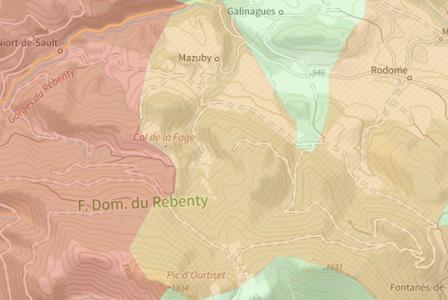 Galinagues
Niort-de-Sault
Mazuby
946
Rodome
Gorges du Rebenty
Col de la Fage
F. Dom. du Rebenty
Pic d'Ourtiset
1934
1631
Fontanès-de-